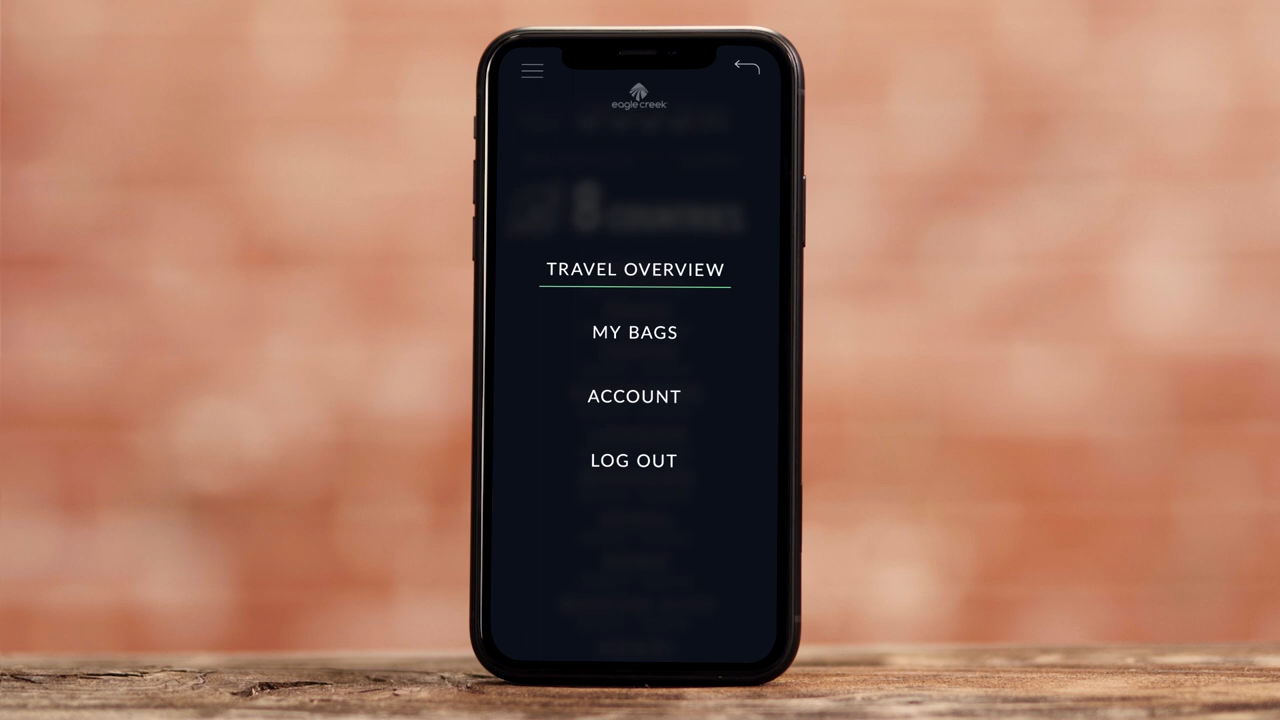 eagle creek
TRAVEL OVERVIEW
MY BAGS
ACCOUNT
LOG OUT